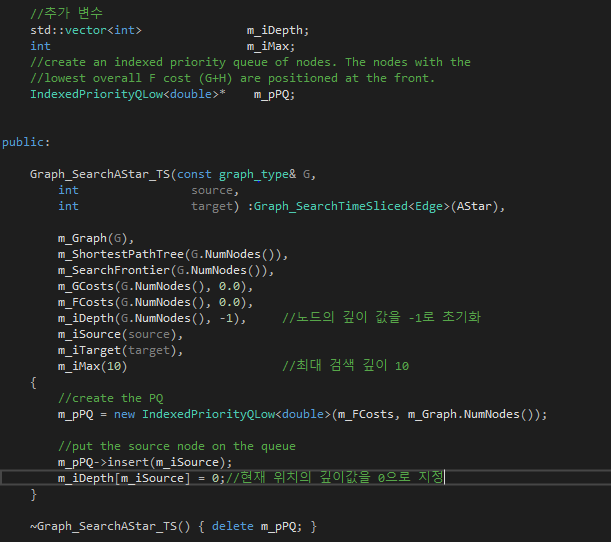 //추가 변수
std::vector<int> m_iDepth;
int m_iMax;
//create an indexed priority queue of nodes. The nodes with the
//lowest overall F cost (G+H) are positioned at the front.
IndexedPriorityQLow<double>* m_pPQ;
public:
Graph_SearchAStar_TS(const graph_type& G,
int source,
int target) :Graph_SearchTimeSliced<Edge>(AStar),
m_Graph(G),
m_ShortestPathTree(G.NumNodes()),
m_SearchFrontier(G.NumNodes()),
m_GCosts(G.NumNodes(), 0.0),
m_FCosts(G.NumNodes(), 0.0),
m_iDepth(G.NumNodes(), -1), //노드의 깊이 값을 -1로 초기화
m_iSource(source),
m_iTarget(target),
m_iMax(10) //최대 검색 깊이 10
{
//create the PQ
m_pPQ = new IndexedPriorityQLow<double>(m_FCosts, m_Graph.NumNodes());
//put the source node on the queue
m_pPQ->insert(m_iSource);
m_iDepth[m_iSource] = 0;//현재 위치의 깊이값을 0으로 지정
}
~Graph_SearchAStar_TS() { delete m_pPQ; }